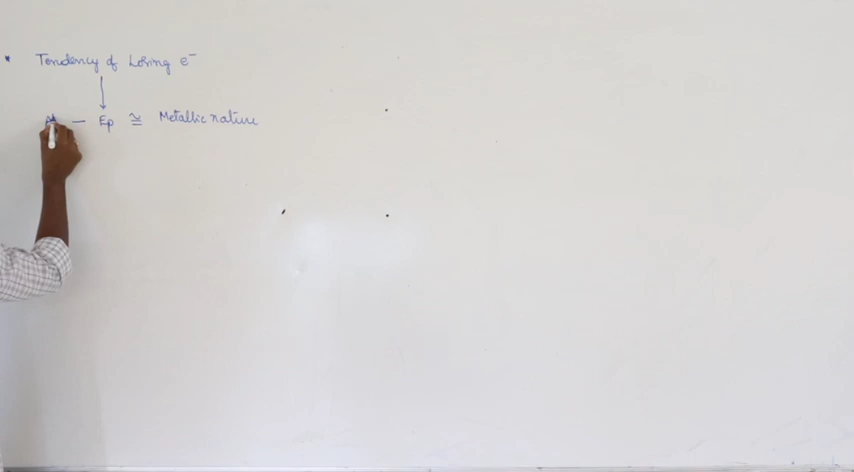 * Tendency of Losing e⁻
— Ep ≅ Metallic nature